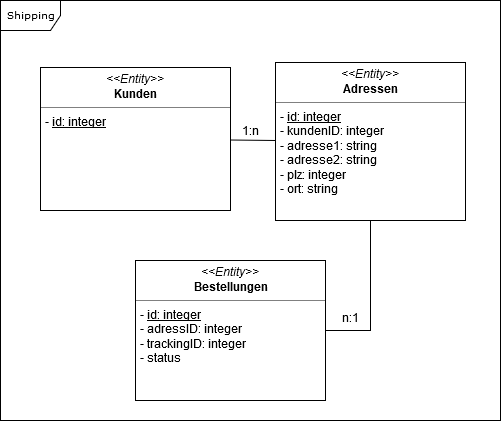 Shipping
<<Entity>>
Kunden
- id: integer
1:n
<<Entity>>
Adressen
- id: integer
- kundenID: integer
- adresse1: string
- adresse2: string
- plz: integer
- ort: string
<<Entity>>
Bestellungen
- id: integer
- adressID: integer
- trackingID: integer
- status
n:1